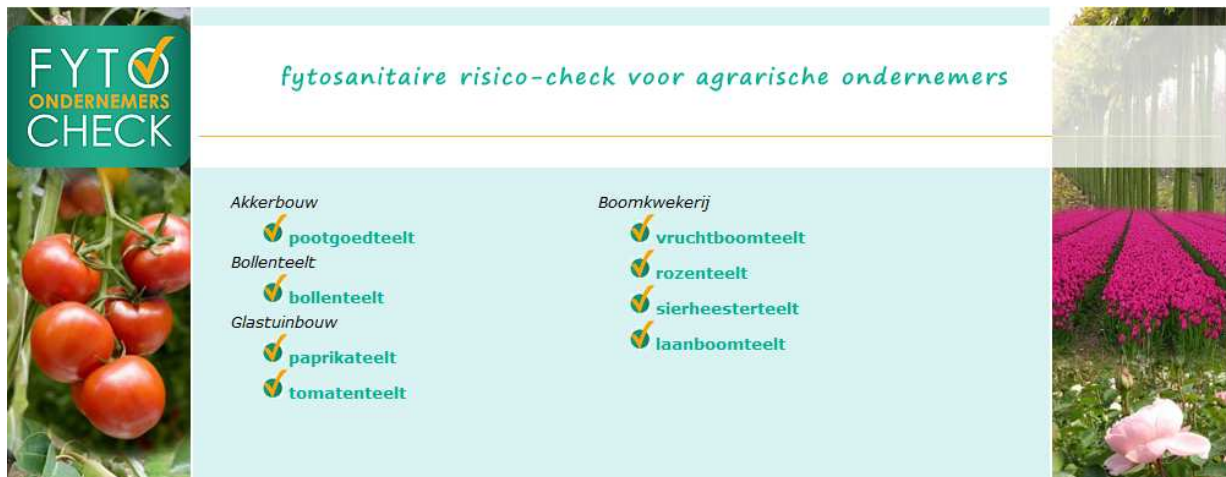 FYTO
ONDERNEMERS
CHECK
fytosanitaire risico-check voor agrarische ondernemers
Akkerbouw
pootgoedteelt
Bollenteelt
bollenteelt
Glastuinbouw
paprikateelt
tomatenteelt
Boomkwekerij
vruchtboomteelt
rozenteelt
sierheesterteelt
laanboomteelt